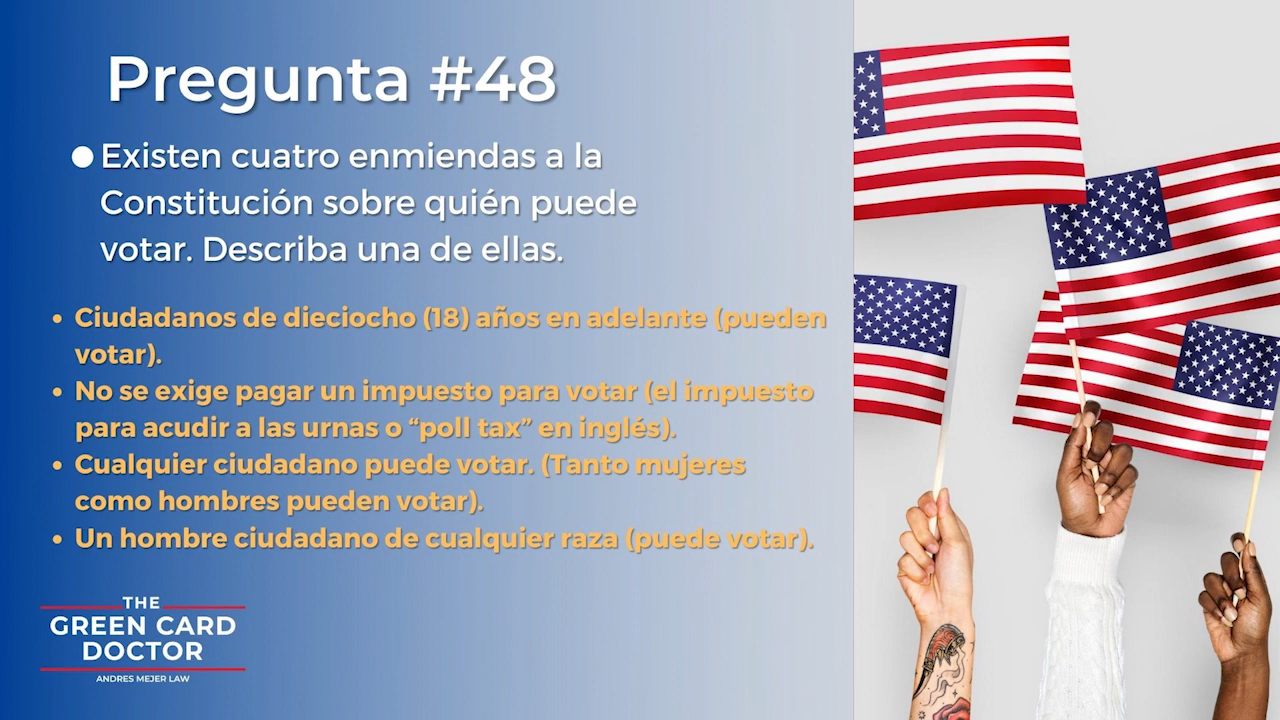 Pregunta #48
● Existen cuatro enmiendas a la
Constitución sobre quién puede
votar. Describa una de ellas.
• Ciudadanos de dieciocho (18) años en adelante (pueden
votar).
• No se exige pagar un impuesto para votar (el impuesto
para acudir a las urnas o “poll tax” en inglés).
• Cualquier ciudadano puede votar. (Tanto mujeres
como hombres pueden votar).
• Un hombre ciudadano de cualquier raza (puede votar).
THE
GREEN CARD
DOCTOR
ANDRES MEJER LAW